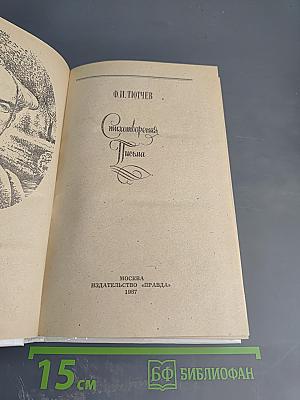 Ф.И. ТЮТЧЕВ
Стихотворения
Письма
МОСКВА
ИЗДАТЕЛЬСТВО «ПРАВДА»
1987
15 см
БФ БИБЛИОФАН